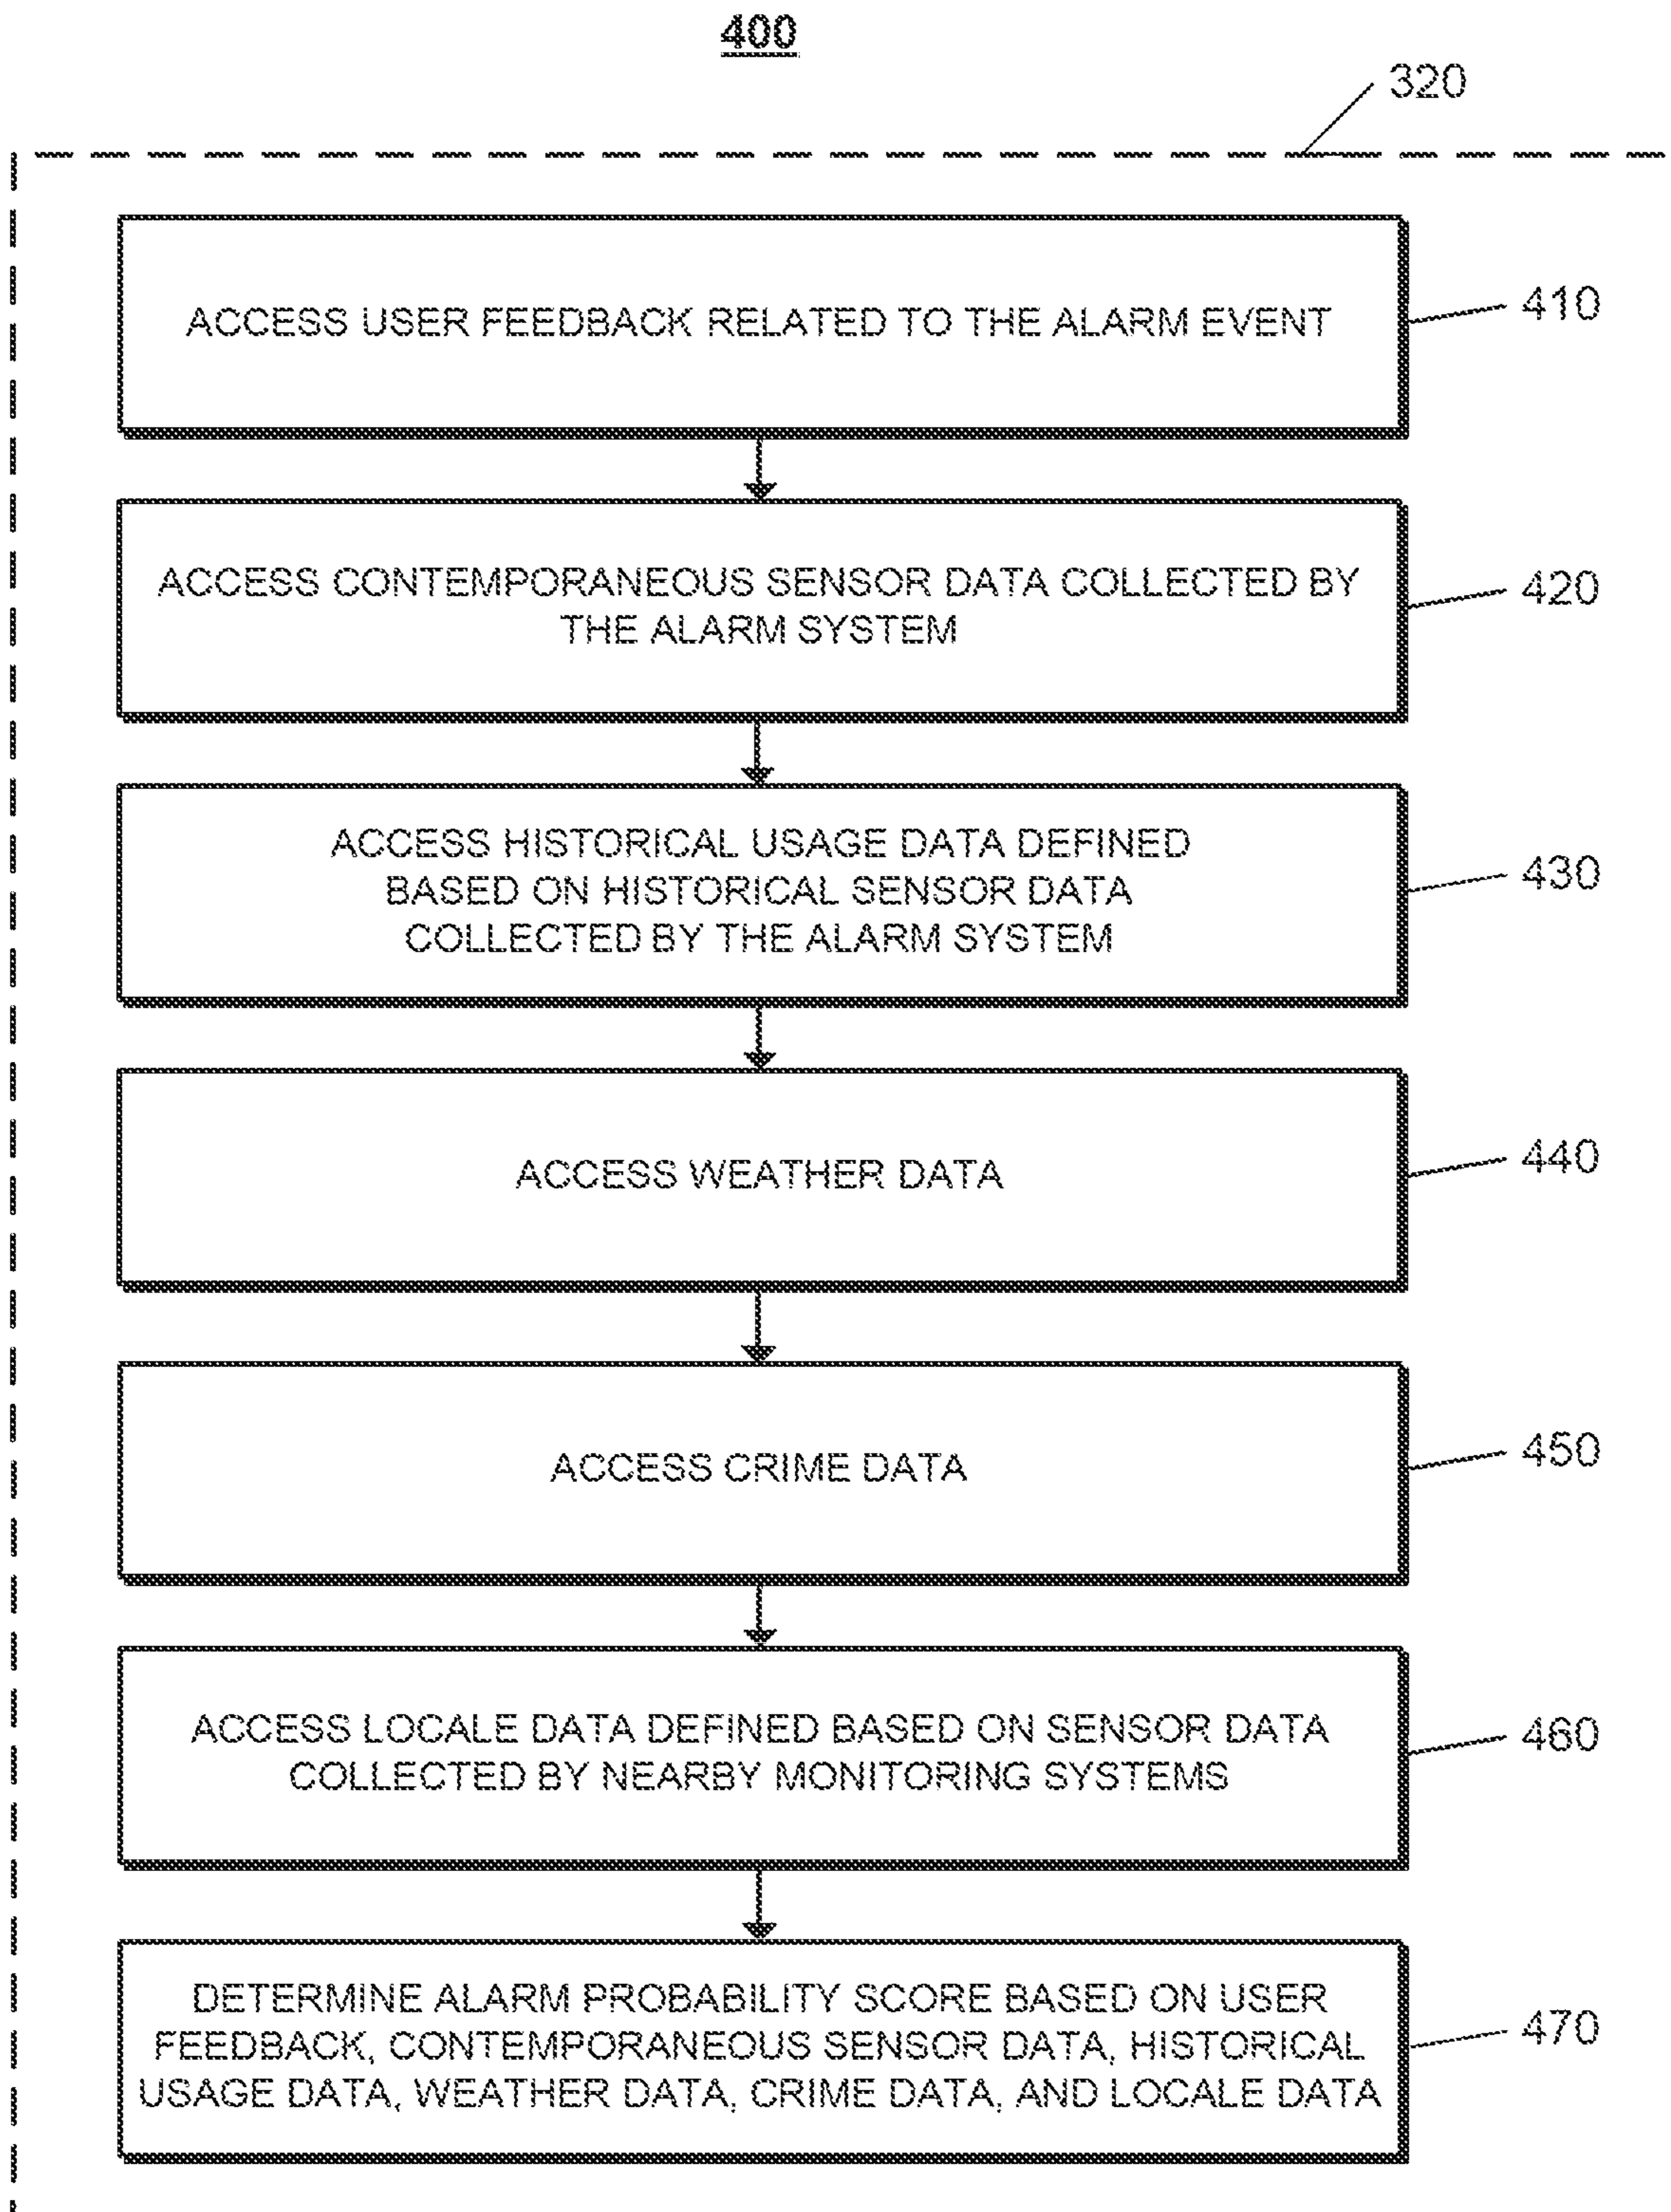 400
320
ACCESS USER FEEDBACK RELATED TO THE ALARM EVENT
410
ACCESS CONTEMPORANEOUS SENSOR DATA COLLECTED BY
THE ALARM SYSTEM
420
ACCESS HISTORICAL USAGE DATA DEFINED
BASED ON HISTORICAL SENSOR DATA
COLLECTED BY THE ALARM SYSTEM
430
ACCESS WEATHER DATA
440
ACCESS CRIME DATA
450
ACCESS LOCALE DATA DEFINED BASED ON SENSOR DATA
COLLECTED BY NEARBY MONITORING SYSTEMS
460
DETERMINE ALARM PROBABILITY SCORE BASED ON USER
FEEDBACK, CONTEMPORANEOUS SENSOR DATA, HISTORICAL
USAGE DATA, WEATHER DATA, CRIME DATA, AND LOCALE DATA
470